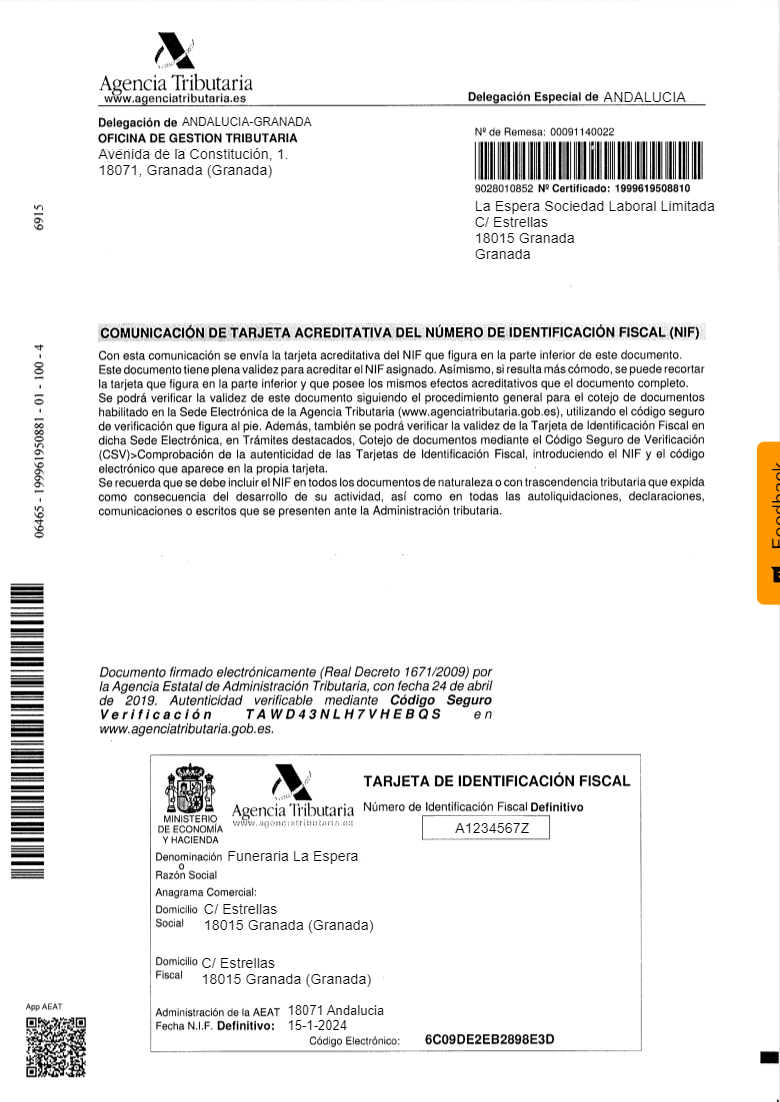 Agencia Tributaria
www.agenciatributaria.es
Delegación Especial de ANDALUCIA
Delegación de ANDALUCIA-GRANADA
OFICINA DE GESTION TRIBUTARIA
Avenida de la Constitución, 1.
18071, Granada (Granada)
Nº de Remesa: 00091140022
9028010852 Nº Certificado: 1999619508810
La Espera Sociedad Laboral Limitada
C/ Estrellas
18015 Granada
Granada
6915
06465 - 199961950881 - 01 - 100 - 4
COMUNICACIÓN DE TARJETA ACREDITATIVA DEL NÚMERO DE IDENTIFICACIÓN FISCAL (NIF)
Con esta comunicación se envía la tarjeta acreditativa del NIF que figura en la parte inferior de este documento.
Este documento tiene plena validez para acreditar el NIF asignado. Asímismo, si resulta más cómodo, se puede recortar
la tarjeta que figura en la parte inferior y que posee los mismos efectos acreditativos que el documento completo.
Se podrá verificar la validez de este documento siguiendo el procedimiento general para el cotejo de documentos
habilitado en la Sede Electrónica de la Agencia Tributaria (www.agenciatributaria.gob.es), utilizando el código seguro
de verificación que figura al pie. Además, también se podrá verificar la validez de la Tarjeta de Identificación Fiscal en
dicha Sede Electrónica, en Trámites destacados, Cotejo de documentos mediante el Código Seguro de Verificación
(CSV)>Comprobación de la autenticidad de las Tarjetas de Identificación Fiscal, introduciendo el NIF y el código
electrónico que aparece en la propia tarjeta.
Se recuerda que se debe incluir el NIF en todos los documentos de naturaleza o con trascendencia tributaria que expida
como consecuencia del desarrollo de su actividad, así como en todas las autoliquidaciones, declaraciones,
comunicaciones o escritos que se presenten ante la Administración tributaria.
Feedback
Documento firmado electrónicamente (Real Decreto 1671/2009) por
la Agencia Estatal de Administración Tributaria, con fecha 24 de abril
de 2019. Autenticidad verificable mediante Código Seguro
Verificación TAWD43NLH7VHEBQS en
www.agenciatributaria.gob.es.
MINISTERIO
DE ECONOMÍA
Y HACIENDA
Agencia Tributaria
www.agenciatributaria.es
TARJETA DE IDENTIFICACIÓN FISCAL
Número de Identificación Fiscal Definitivo
A1234567Z
Denominación Funeraria La Espera
o
Razón Social
Anagrama Comercial:
Domicilio C/ Estrellas
Social 18015 Granada (Granada)
Domicilio C/ Estrellas
Fiscal 18015 Granada (Granada)
Administración de la AEAT 18071 Andalucia
Fecha N.I.F. Definitivo: 15-1-2024
Código Electrónico: 6C09DE2EB2898E3D
App AEAT